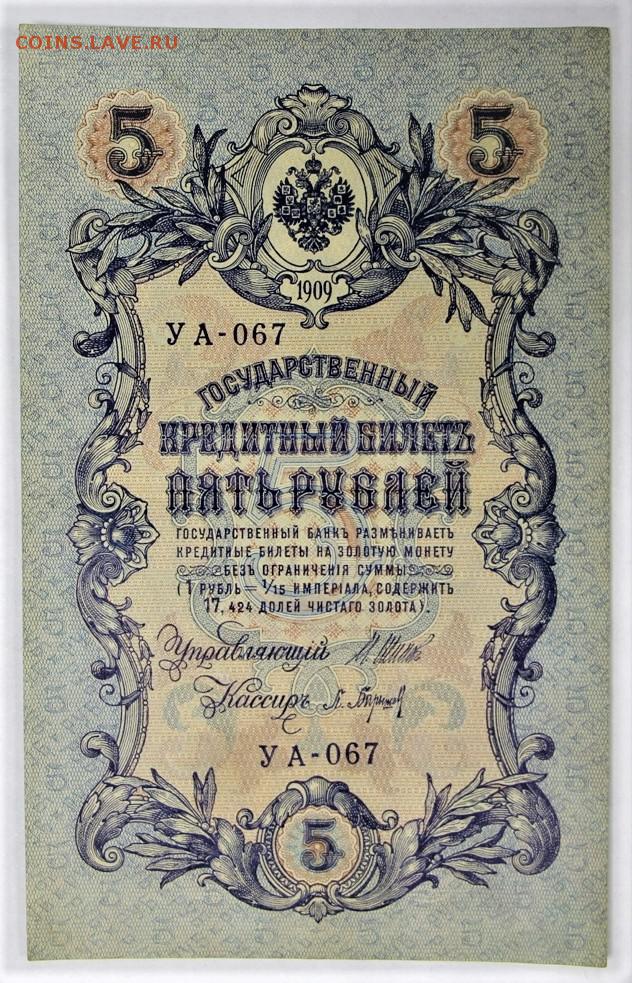 COINS.LAVE.RU
5 5
1909
УА-067
ГОСУДАРСТВЕННЫЙ
КРЕДИТНЫЙ БИЛЕТЪ
ПЯТЬ РУБЛЕЙ
ГОСУДАРСТВЕННЫЙ БАНКЪ РАЗМѢНИВАЕТЪ
КРЕДИТНЫЕ БИЛЕТЫ НА ЗОЛОТУЮ МОНЕТУ
БЕЗЪ ОГРАНИЧЕНІЯ СУММЫ
(1 РУБЛЬ = 1/15 ИМПЕРІАЛА, СОДЕРЖИТЪ
17,424 ДОЛЕЙ ЧИСТАГО ЗОЛОТА).
Управляющій
Кассиръ
УА-067
5